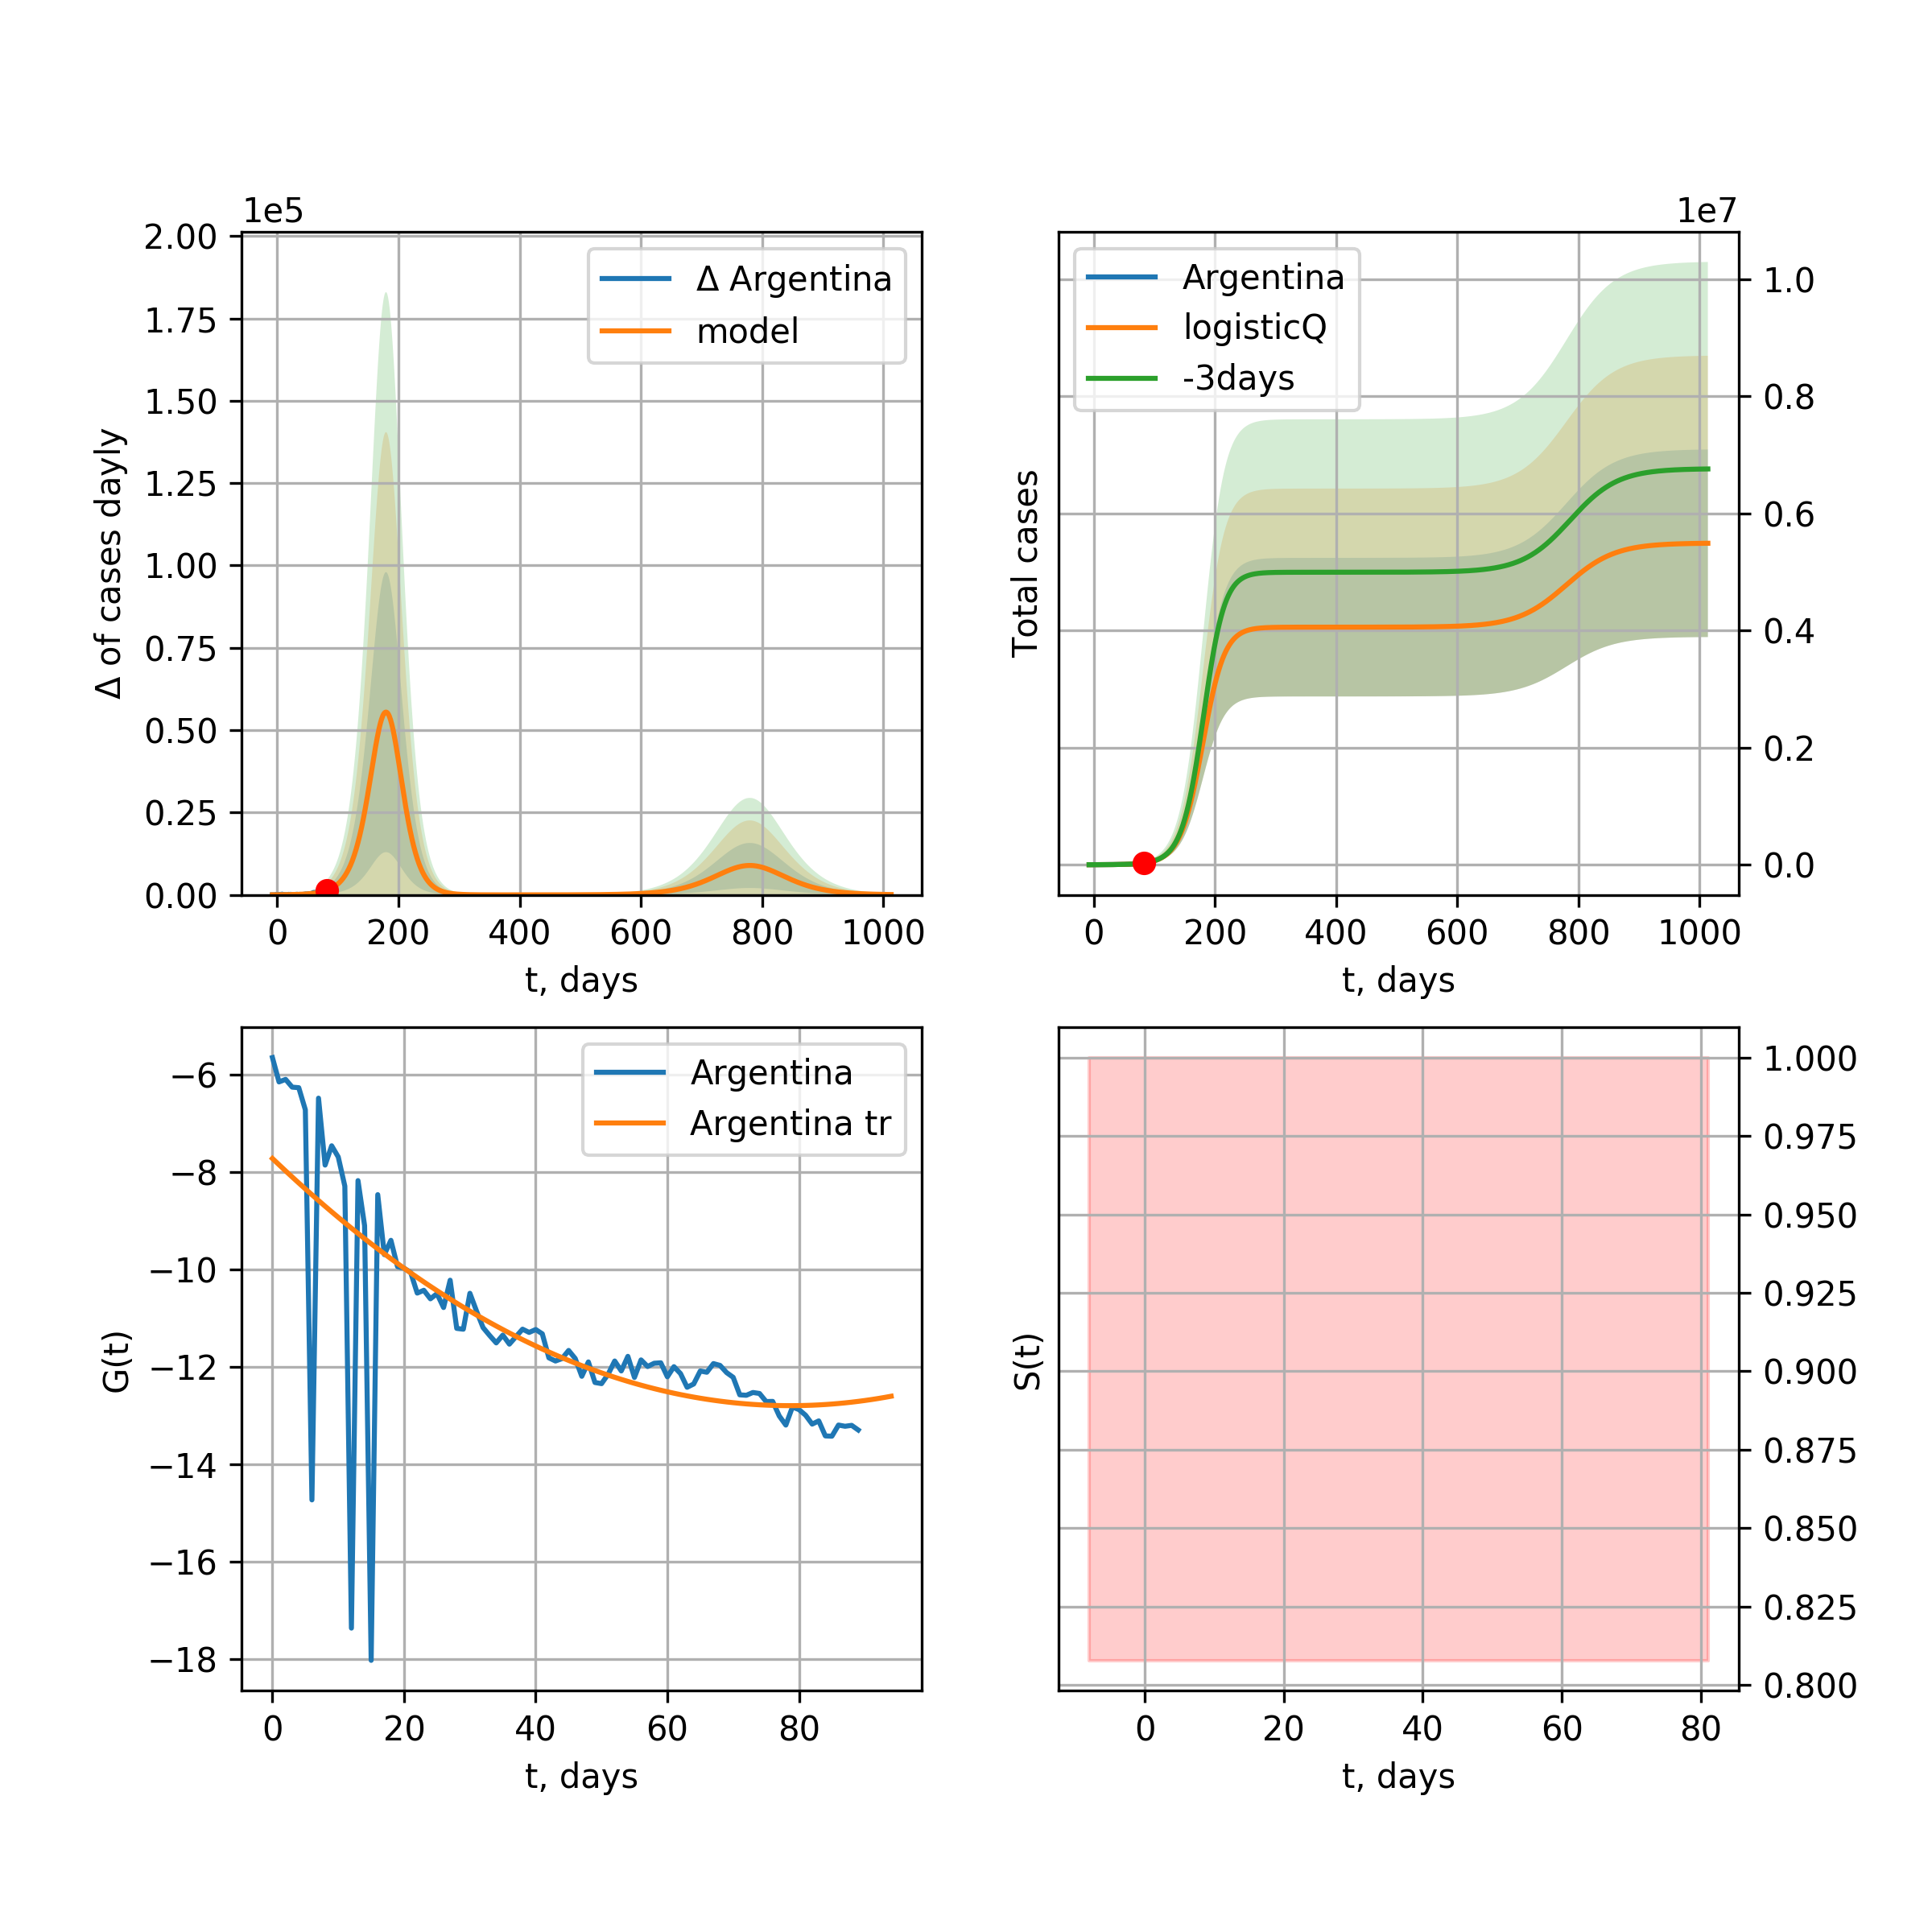 1e5
2.00
1.75
1.50
1.25
1.00
0.75
0.50
0.25
0.00
Δ of cases dayly
Δ Argentina
model
0 200 400 600 800 1000
t, days
1e7
Argentina
logisticQ
-3days
Total cases
1.0
0.8
0.6
0.4
0.2
0.0
0 200 400 600 800 1000
t, days
−6
−8
−10
−12
−14
−16
−18
G(t)
Argentina
Argentina tr
0 20 40 60 80
t, days
S(t)
1.000
0.975
0.950
0.925
0.900
0.875
0.850
0.825
0.800
0 20 40 60 80
t, days